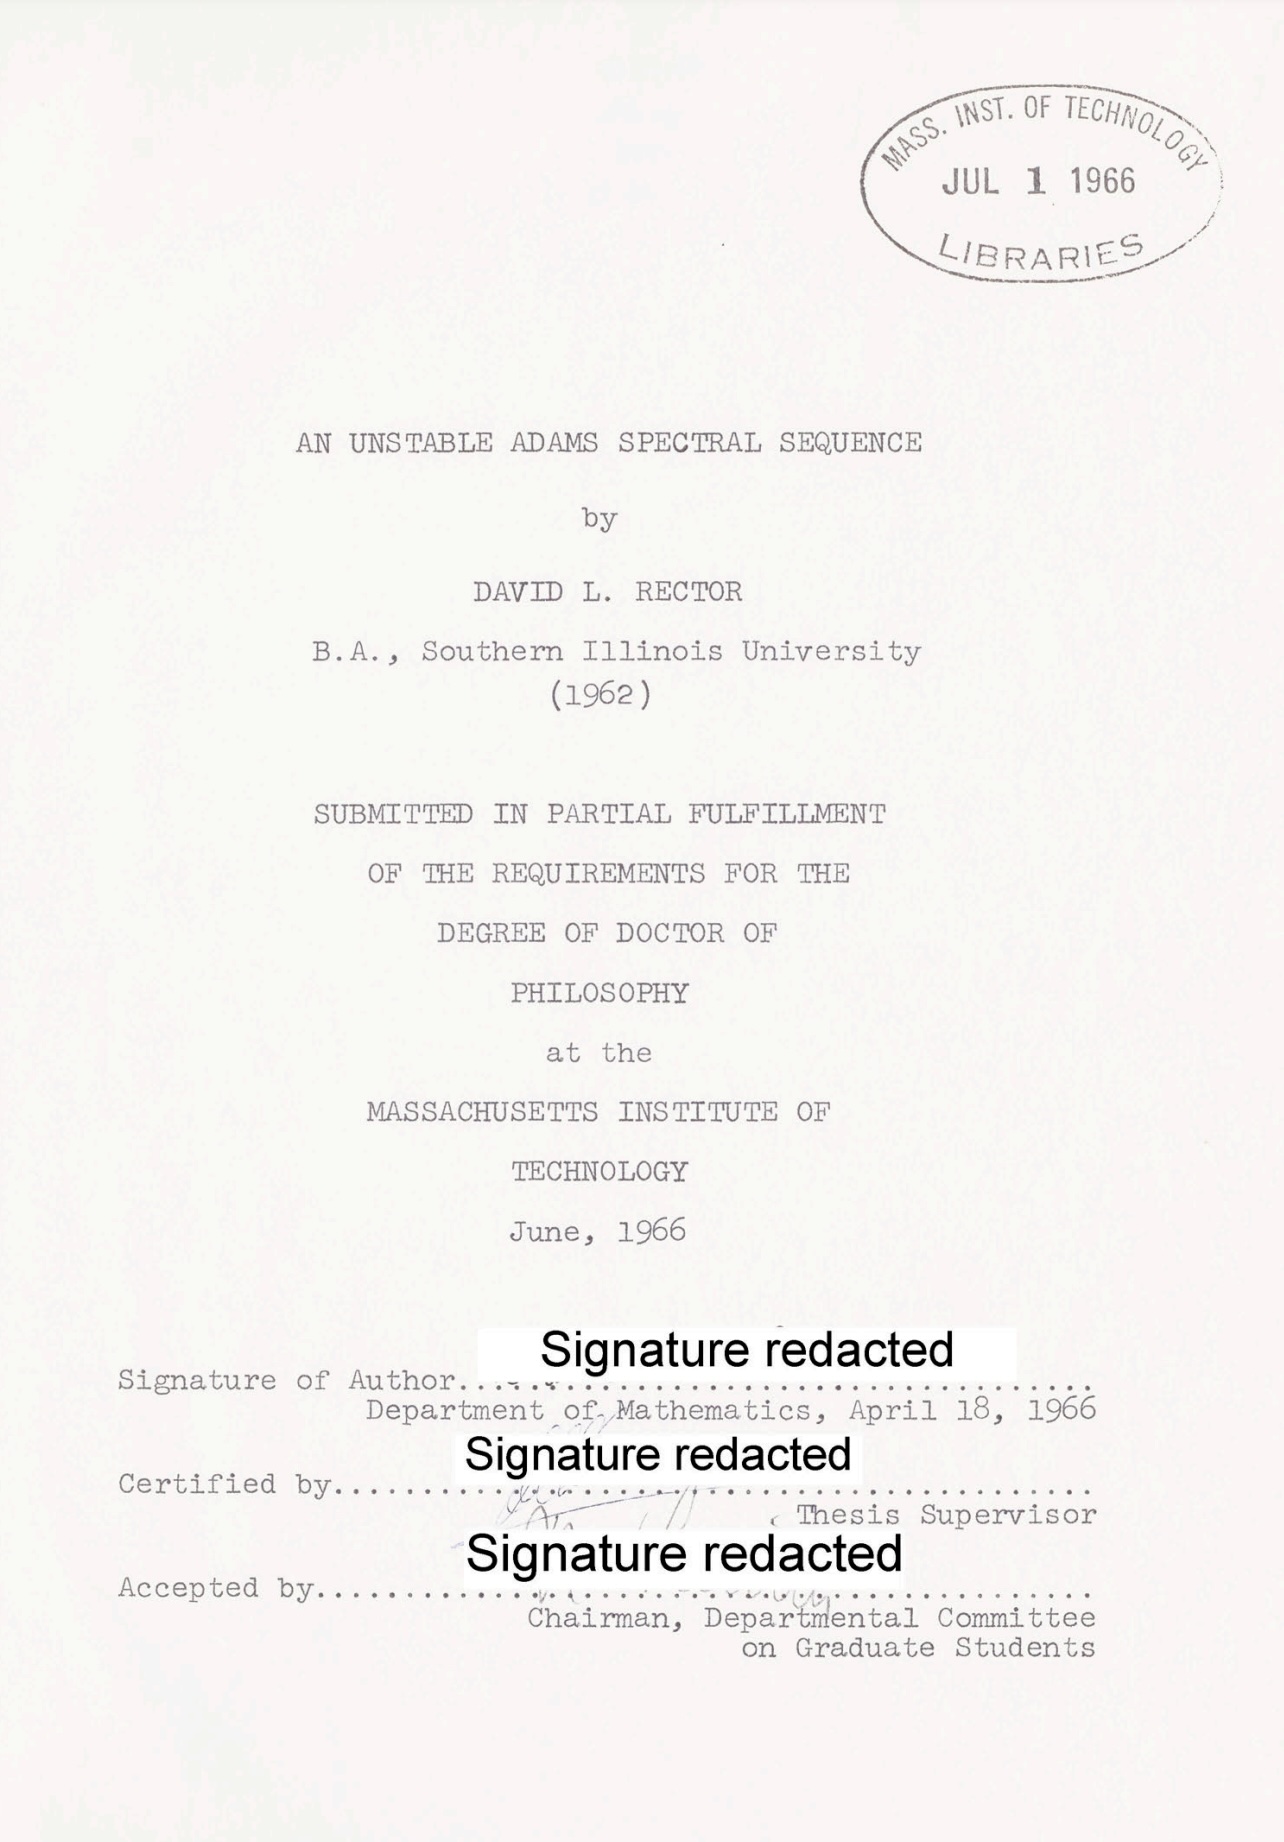 MASS. INST. OF TECHNOLOGY
JUL 1 1966
LIBRARIES
AN UNSTABLE ADAMS SPECTRAL SEQUENCE
by
DAVID L. RECTOR
B.A., Southern Illinois University
(1962)
SUBMITTED IN PARTIAL FULFILLMENT
OF THE REQUIREMENTS FOR THE
DEGREE OF DOCTOR OF
PHILOSOPHY
at the
MASSACHUSETTS INSTITUTE OF
TECHNOLOGY
June, 1966
Signature redacted
Signature of Author....................................
Department of Mathematics, April 18, 1966
Signature redacted
Certified by...........................................
Thesis Supervisor
Signature redacted
Accepted by............................................
Chairman, Departmental Committee
on Graduate Students